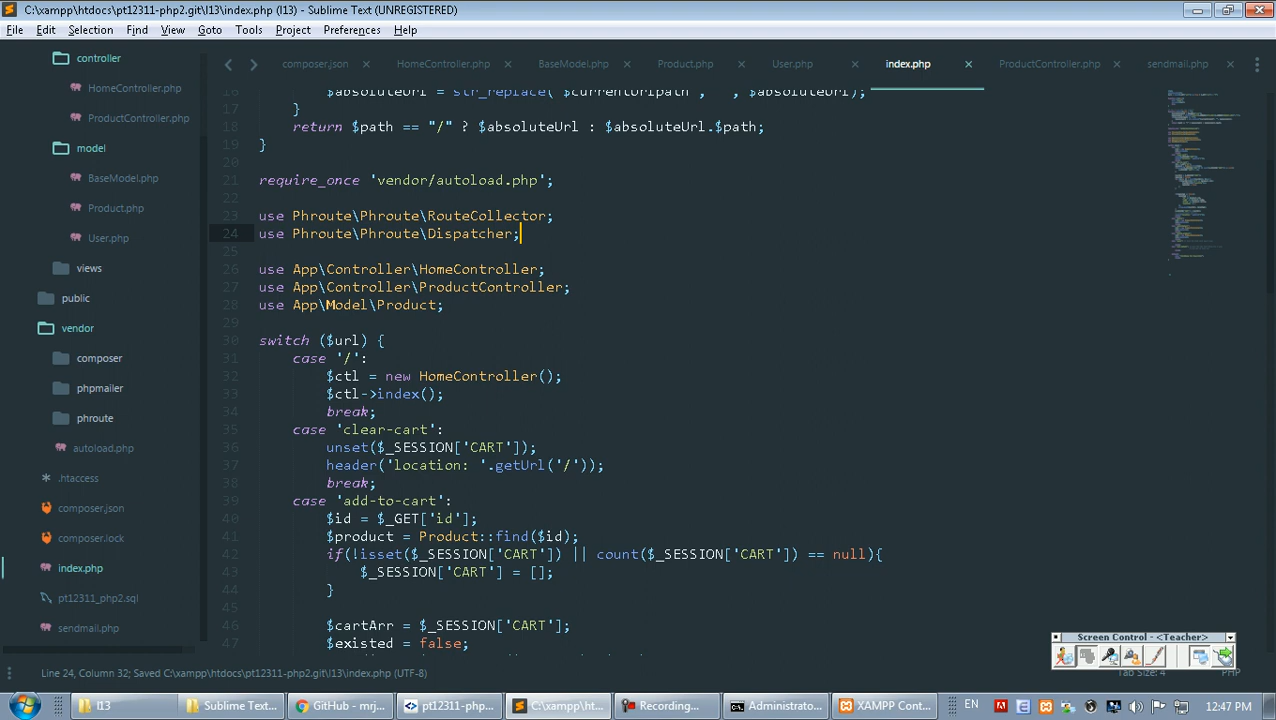 C:\xampp\htdocs\pt12311-php2.git\l13\index.php (l13) - Sublime Text (UNREGISTERED)
File Edit Selection Find View Goto Tools Project Preferences Help
controller
HomeController.php
ProductController.php
model
BaseModel.php
Product.php
User.php
views
public
vendor
composer
phpmailer
phroute
autoload.php
.htaccess
composer.json
composer.lock
index.php
pt12311_php2.sql
sendmail.php
composer.json HomeController.php BaseModel.php Product.php User.php index.php ProductController.php sendmail.php
16 $absoluteUrl = str_replace( $currentUrlpath , , $absoluteUrl);
17 }
18 return $path == "/" ? $absoluteUrl : $absoluteUrl.$path;
19 }
20
21 require_once 'vendor/autoload.php';
22
23 use Phroute\Phroute\RouteCollector;
24 use Phroute\Phroute\Dispatcher;
25
26 use App\Controller\HomeController;
27 use App\Controller\ProductController;
28 use App\Model\Product;
29
30 switch ($url) {
31 case '/':
32 $ctl = new HomeController();
33 $ctl->index();
34 break;
35 case 'clear-cart':
36 unset($_SESSION['CART']);
37 header('location: '.getUrl('/'));
38 break;
39 case 'add-to-cart':
40 $id = $_GET['id'];
41 $product = Product::find($id);
42 if(!isset($_SESSION['CART']) || count($_SESSION['CART']) == null){
43 $_SESSION['CART'] = [];
44 }
45
46 $cartArr = $_SESSION['CART'];
47 $existed = false;
Screen Control - <Teacher>
Line 24, Column 32; Saved C:\xampp\htdocs\pt12311-php2.git\l13\index.php (UTF-8)
Tab Size: 4 PHP
l13 Sublime Text... GitHub - mrj... pt12311-php... C:\xampp\ht... Recording... Administrato... XAMPP Cont... EN 12:47 PM